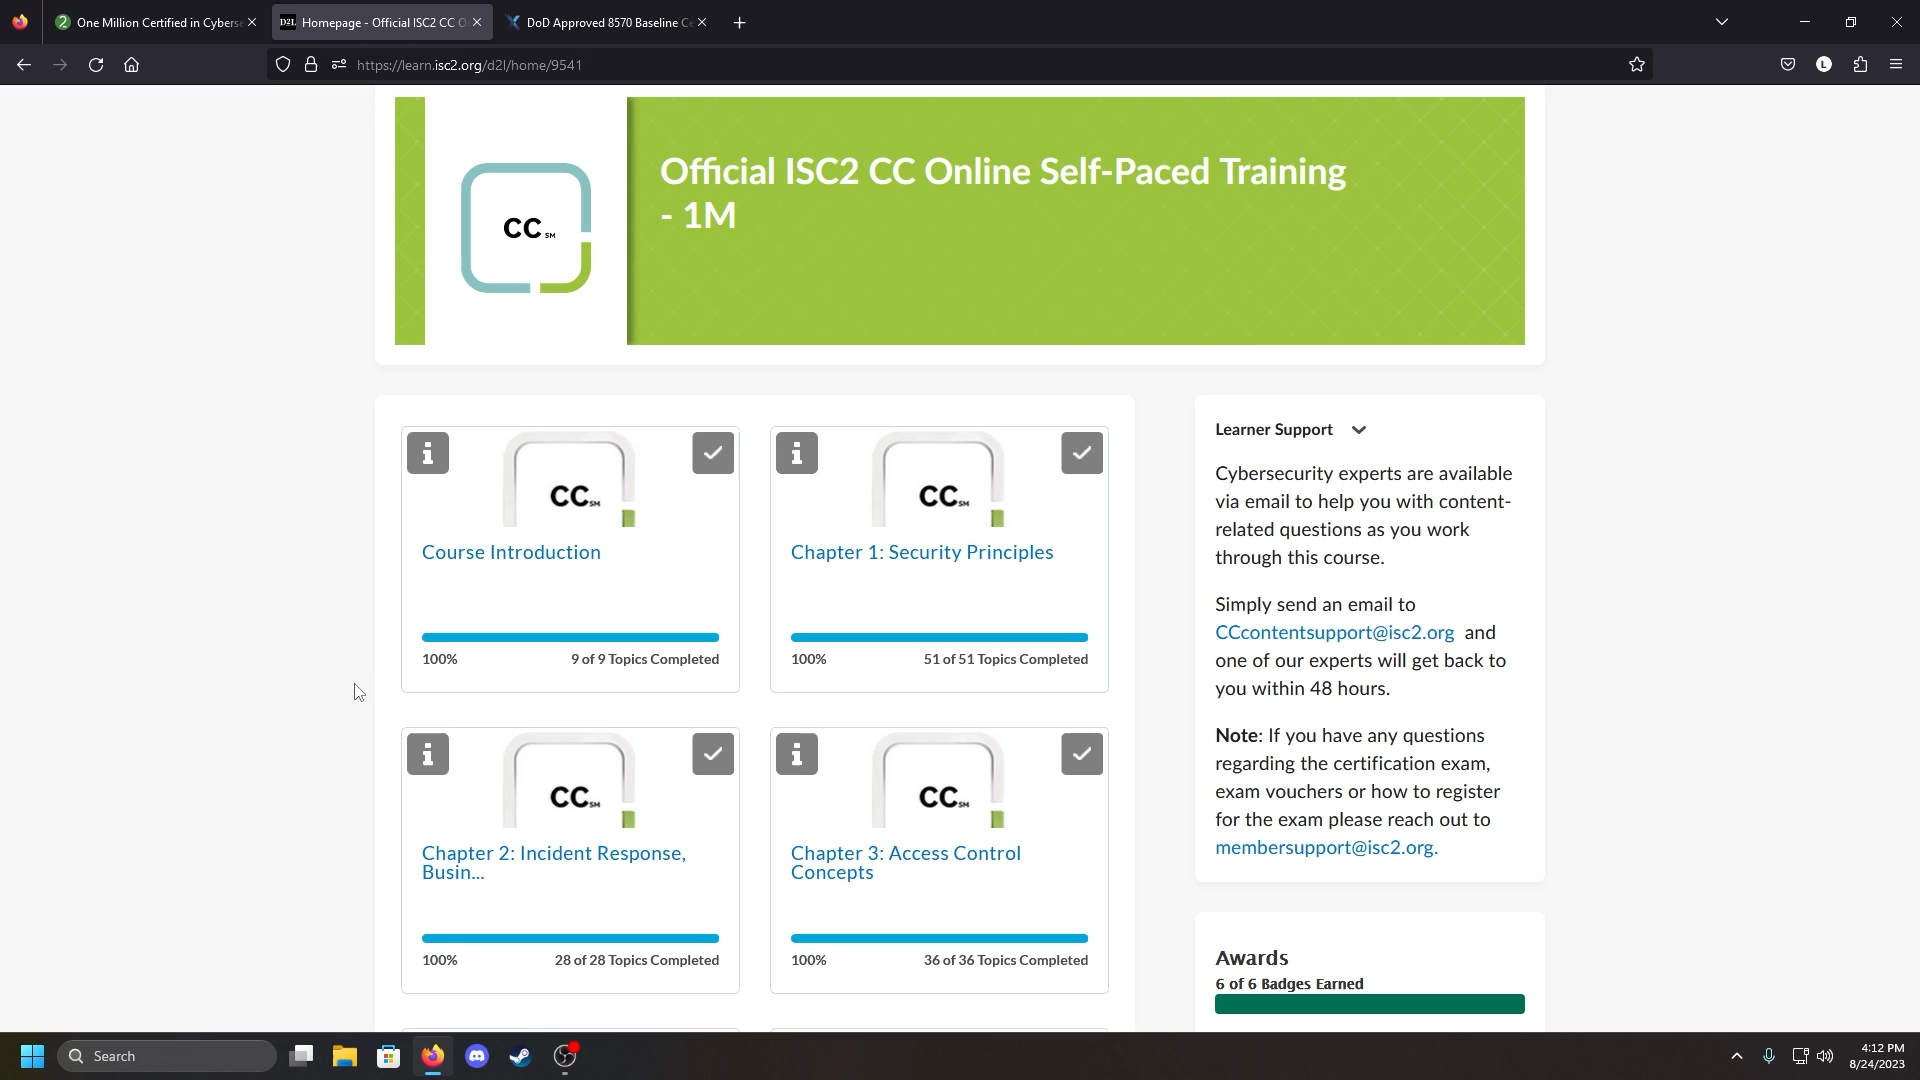 One Million Certified in Cyberse
Homepage - Official ISC2 CC O
DoD Approved 8570 Baseline Ce
https://learn.isc2.org/d2l/home/9541
L
CC SM
Official ISC2 CC Online Self-Paced Training
- 1M
CC SM
Course Introduction
100%
9 of 9 Topics Completed
CC SM
Chapter 1: Security Principles
100%
51 of 51 Topics Completed
CC SM
Chapter 2: Incident Response,
Busin...
100%
28 of 28 Topics Completed
CC SM
Chapter 3: Access Control
Concepts
100%
36 of 36 Topics Completed
Learner Support
Cybersecurity experts are available
via email to help you with content-
related questions as you work
through this course.
Simply send an email to
CCcontentsupport@isc2.org and
one of our experts will get back to
you within 48 hours.
Note: If you have any questions
regarding the certification exam,
exam vouchers or how to register
for the exam please reach out to
membersupport@isc2.org.
Awards
6 of 6 Badges Earned
Search
4:12 PM
8/24/2023